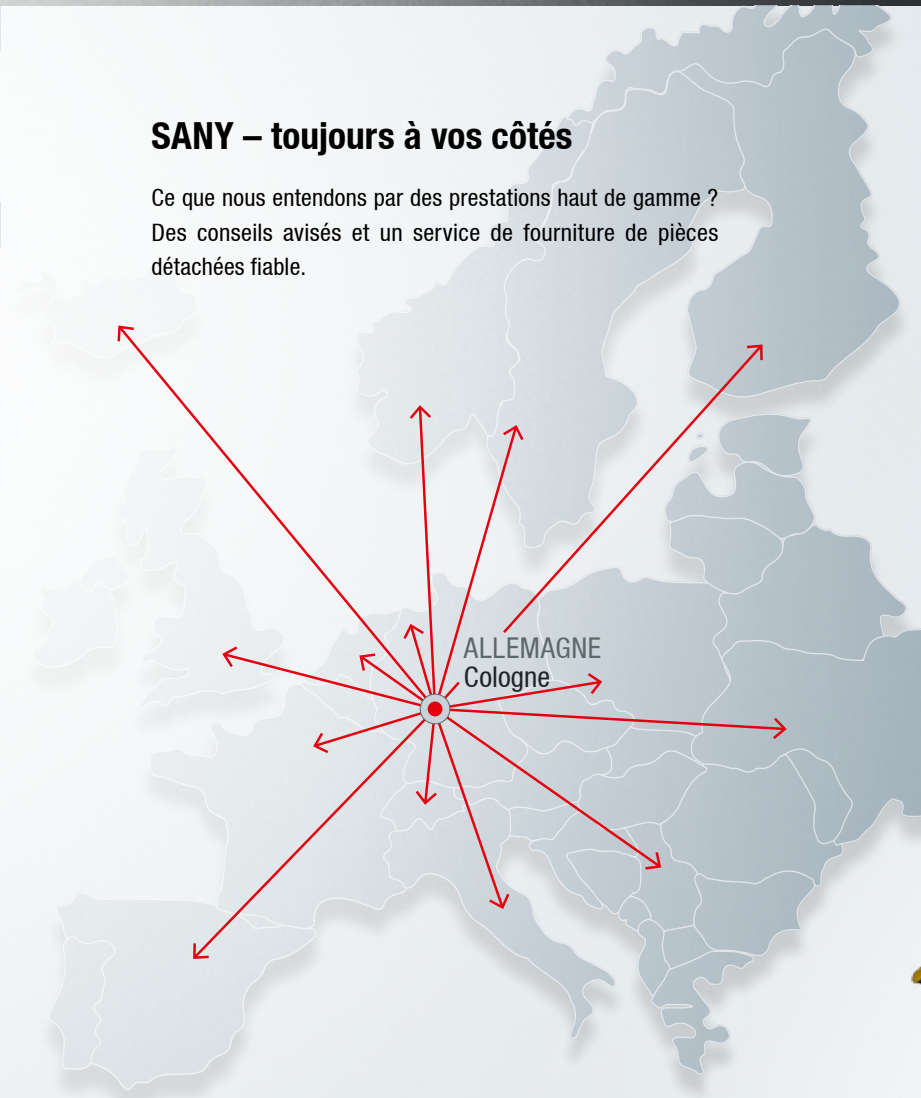 SANY – toujours à vos côtés
Ce que nous entendons par des prestations haut de gamme ?
Des conseils avisés et un service de fourniture de pièces
détachées fiable.
ALLEMAGNE
Cologne